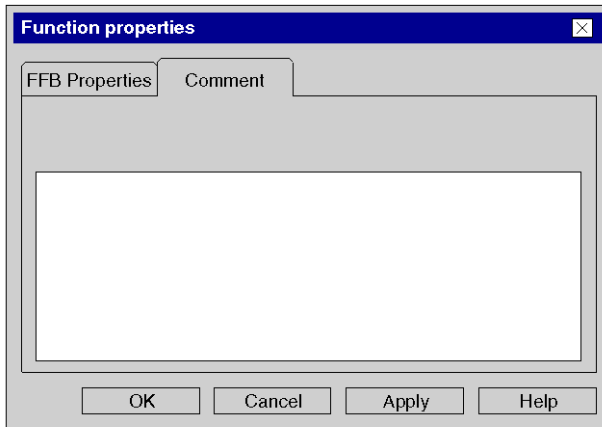 Function properties
FFB Properties Comment
OK Cancel Apply Help